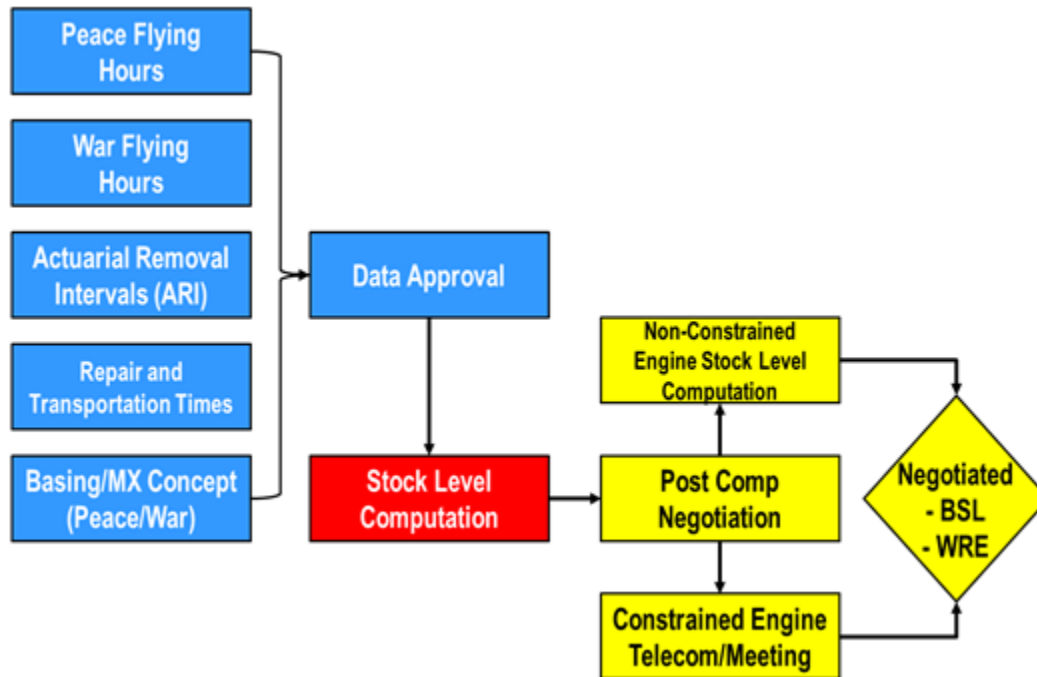 Peace Flying
Hours
War Flying
Hours
Actuarial Removal
Intervals (ARI)
Repair and
Transportation Times
Basing/MX Concept
(Peace/War)
Data Approval
Stock Level
Computation
Non-Constrained
Engine Stock Level
Computation
Post Comp
Negotiation
Constrained Engine
Telecom/Meeting
Negotiated
- BSL
- WRE